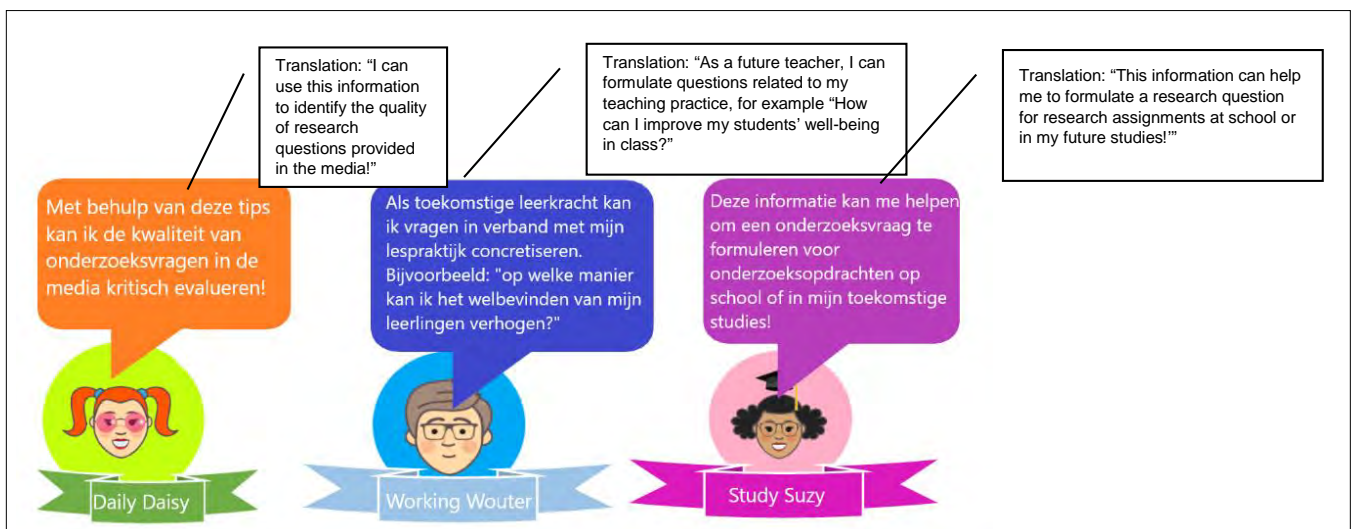 Translation: “I can
use this information
to identify the quality
of research
questions provided
in the media!”
Translation: “As a future teacher, I can
formulate questions related to my
teaching practice, for example “How
can I improve my students’ well-being
in class?”
Translation: “This information can help
me to formulate a research question
for research assignments at school or
in my future studies!’”
Met behulp van deze tips
kan ik de kwaliteit van
onderzoeksvragen in de
media kritisch evalueren!
Als toekomstige leerkracht kan
ik vragen in verband met mijn
lespraktijk concretiseren.
Bijvoorbeeld: "op welke manier
kan ik het welbevinden van mijn
leerlingen verhogen?"
Deze informatie kan me helpen
om een onderzoeksvraag te
formuleren voor
onderzoeksopdrachten op
school of in mijn toekomstige
studies!
Daily Daisy
Working Wouter
Study Suzy